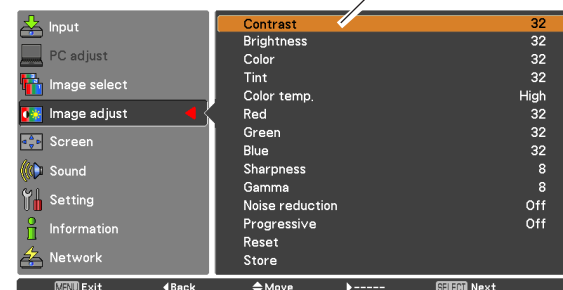 Input
PC adjust
Image select
Image adjust
Screen
Sound
Setting
Information
Network
Contrast 32
Brightness 32
Color 32
Tint 32
Color temp. High
Red 32
Green 32
Blue 32
Sharpness 8
Gamma 8
Noise reduction Off
Progressive Off
Reset
Store
MENU Exit ◀Back ◆Move ▶----- SELECT Next